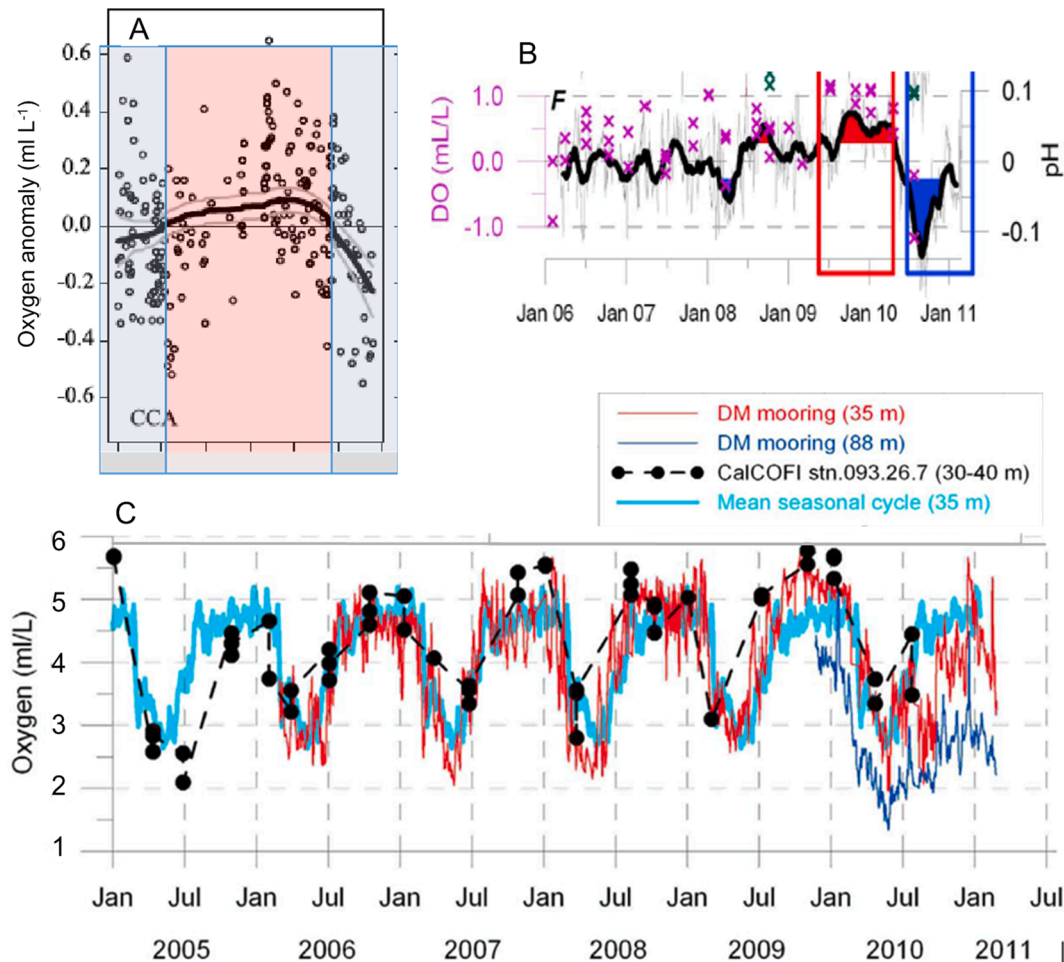 A
0.6
0.4
0.2
0.0
-0.2
-0.4
-0.6
Oxygen anomaly (ml L-1)
CCA
B
F
1.0
0.0
-1.0
DO (mL/L)
0.1
0
-0.1
pH
Jan 06 Jan 07 Jan 08 Jan 09 Jan 10 Jan 11
DM mooring (35 m)
DM mooring (88 m)
CalCOFI stn.093.26.7 (30-40 m)
Mean seasonal cycle (35 m)
C
6
5
4
3
2
1
Oxygen (ml/L)
Jan Jul Jan Jul Jan Jul Jan Jul Jan Jul Jan Jul Jan Jul
2005 2006 2007 2008 2009 2010 2011